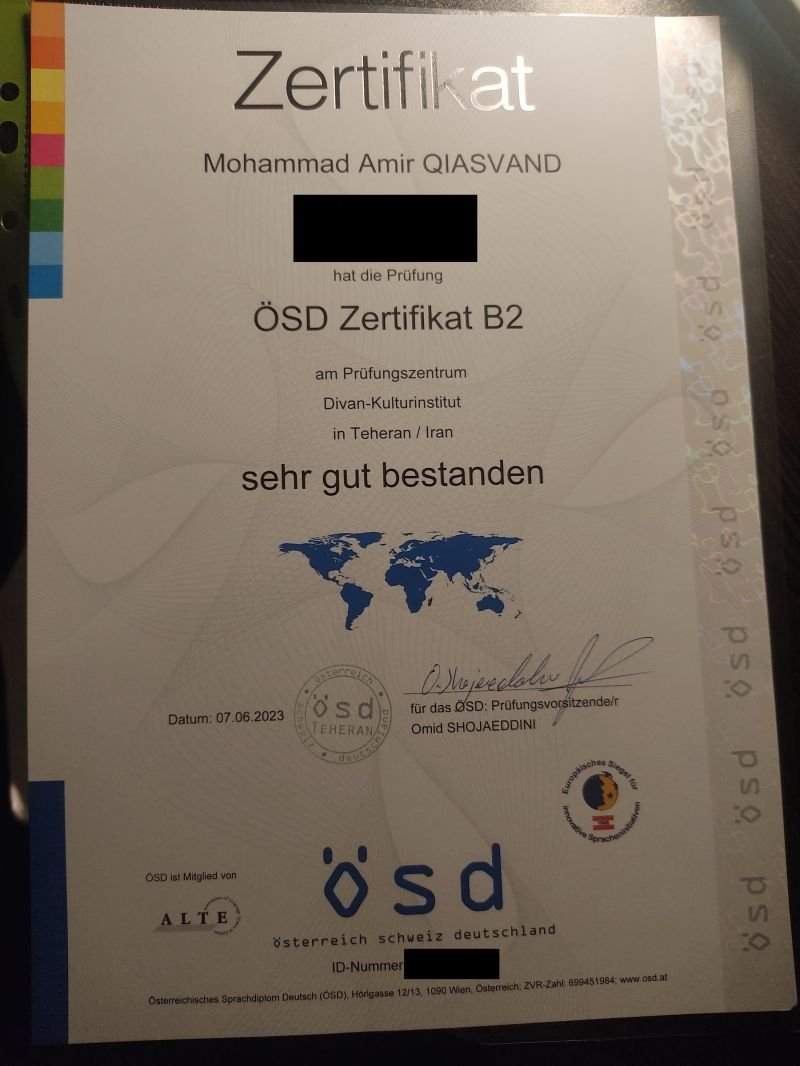 Zertifikat
Mohammad Amir QIASVAND
hat die Prüfung
ÖSD Zertifikat B2
am Prüfungszentrum
Divan-Kulturinstitut
in Teheran / Iran
sehr gut bestanden
Datum: 07.06.2023
österreich
schweiz
deutschland
ösd
TEHERAN
für das ÖSD: Prüfungsvorsitzende/r
Omid SHOJAEDDINI
Europäisches Siegel für
innovative Spracheninitiativen
ÖSD ist Mitglied von
ALTE
ösd
österreich schweiz deutschland
ID-Nummer
Österreichisches Sprachdiplom Deutsch (ÖSD), Hörlgasse 12/13, 1090 Wien, Österreich; ZVR-Zahl: 699451984; www.osd.at
ösd
ösd
ösd
ösd
ösd
ösd
ösd
ösd